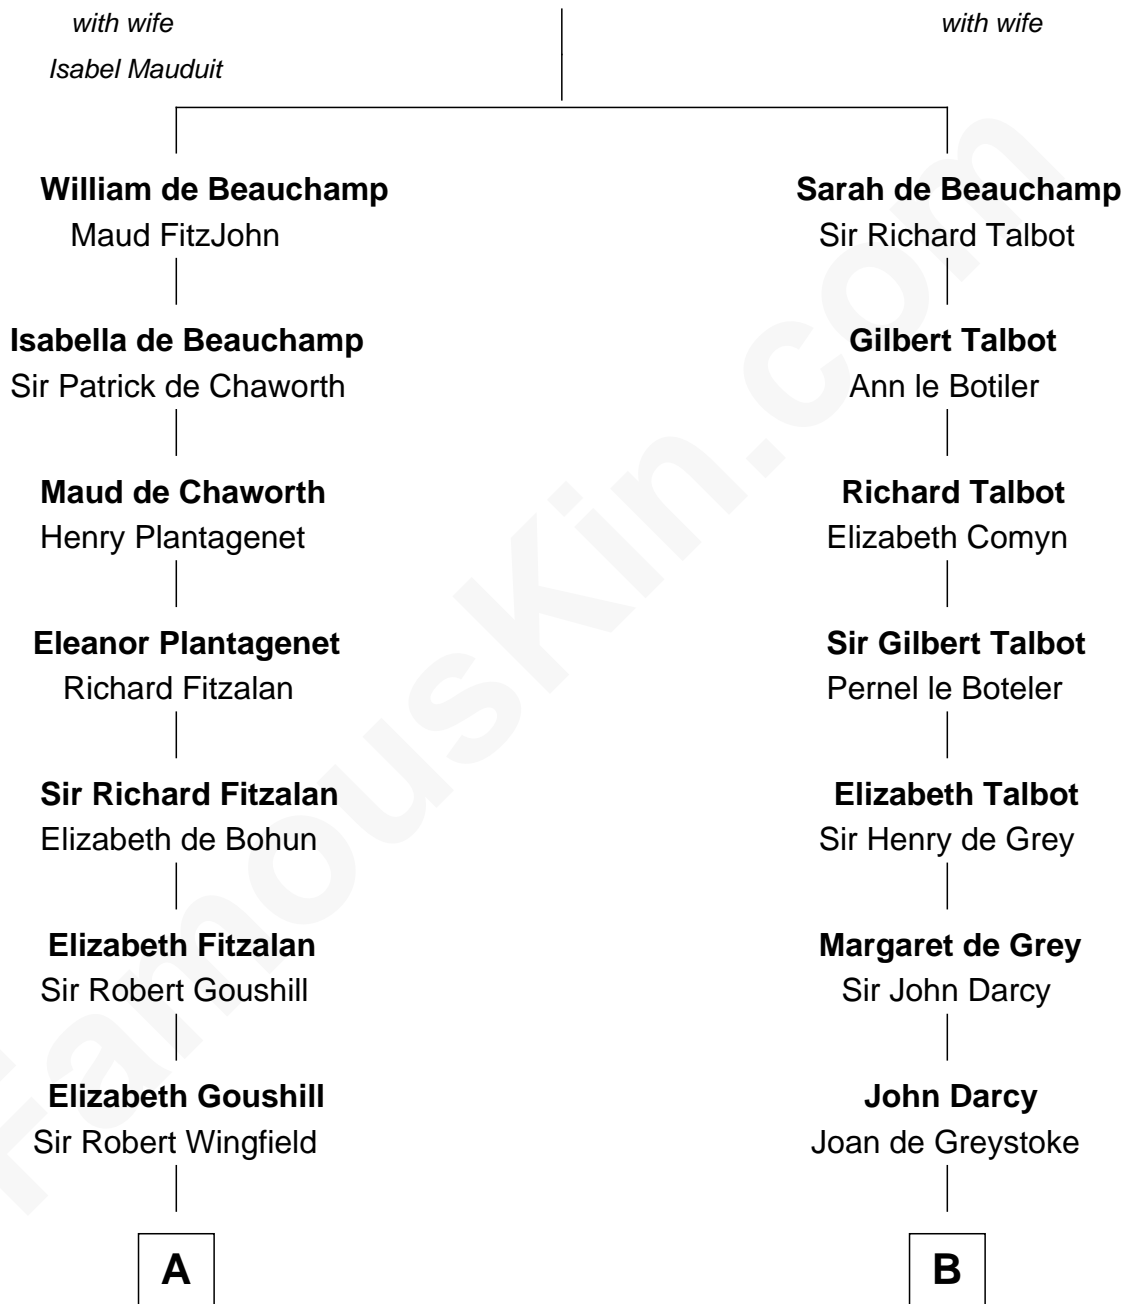 with wife
Isabel Mauduit
with wife
William de Beauchamp
Maud FitzJohn
Sarah de Beauchamp
Sir Richard Talbot
Isabella de Beauchamp
Sir Patrick de Chaworth
Gilbert Talbot
Ann le Botiler
Maud de Chaworth
Henry Plantagenet
Richard Talbot
Elizabeth Comyn
Eleanor Plantagenet
Richard Fitzalan
Sir Gilbert Talbot
Pernel le Boteler
Sir Richard Fitzalan
Elizabeth de Bohun
Elizabeth Talbot
Sir Henry de Grey
Elizabeth Fitzalan
Sir Robert Goushill
Margaret de Grey
Sir John Darcy
Elizabeth Goushill
Sir Robert Wingfield
John Darcy
Joan de Greystoke
A
B
FamousKin.com